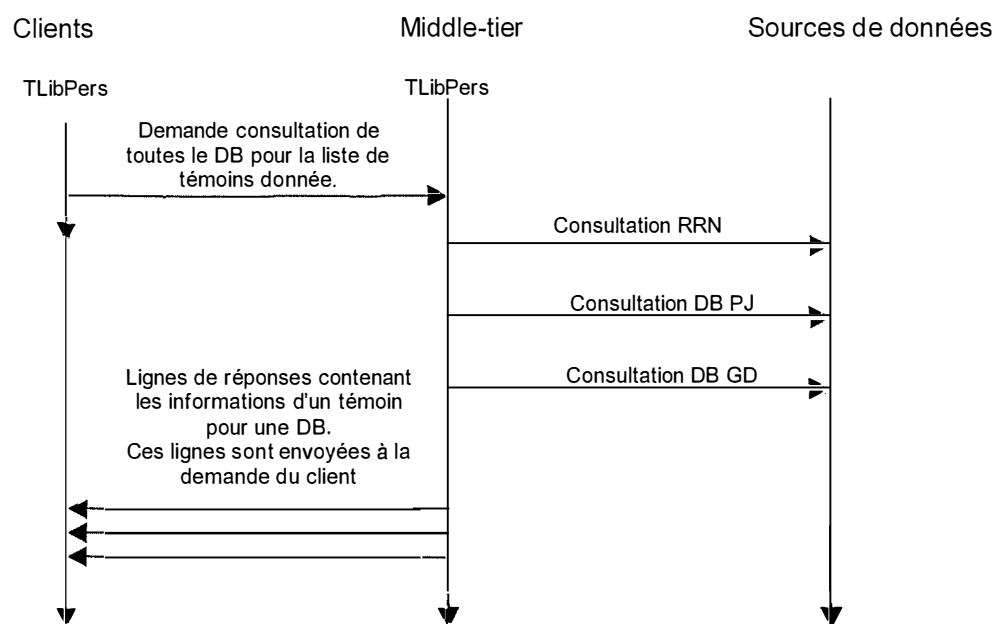 Clients
Middle-tier
Sources de données
TLibPers
TLibPers
Demande consultation de
toutes le DB pour la liste de
témoins donnée.
Consultation RRN
Consultation DB PJ
Consultation DB GD
Lignes de réponses contenant
les informations d'un témoin
pour une DB.
Ces lignes sont envoyées à la
demande du client